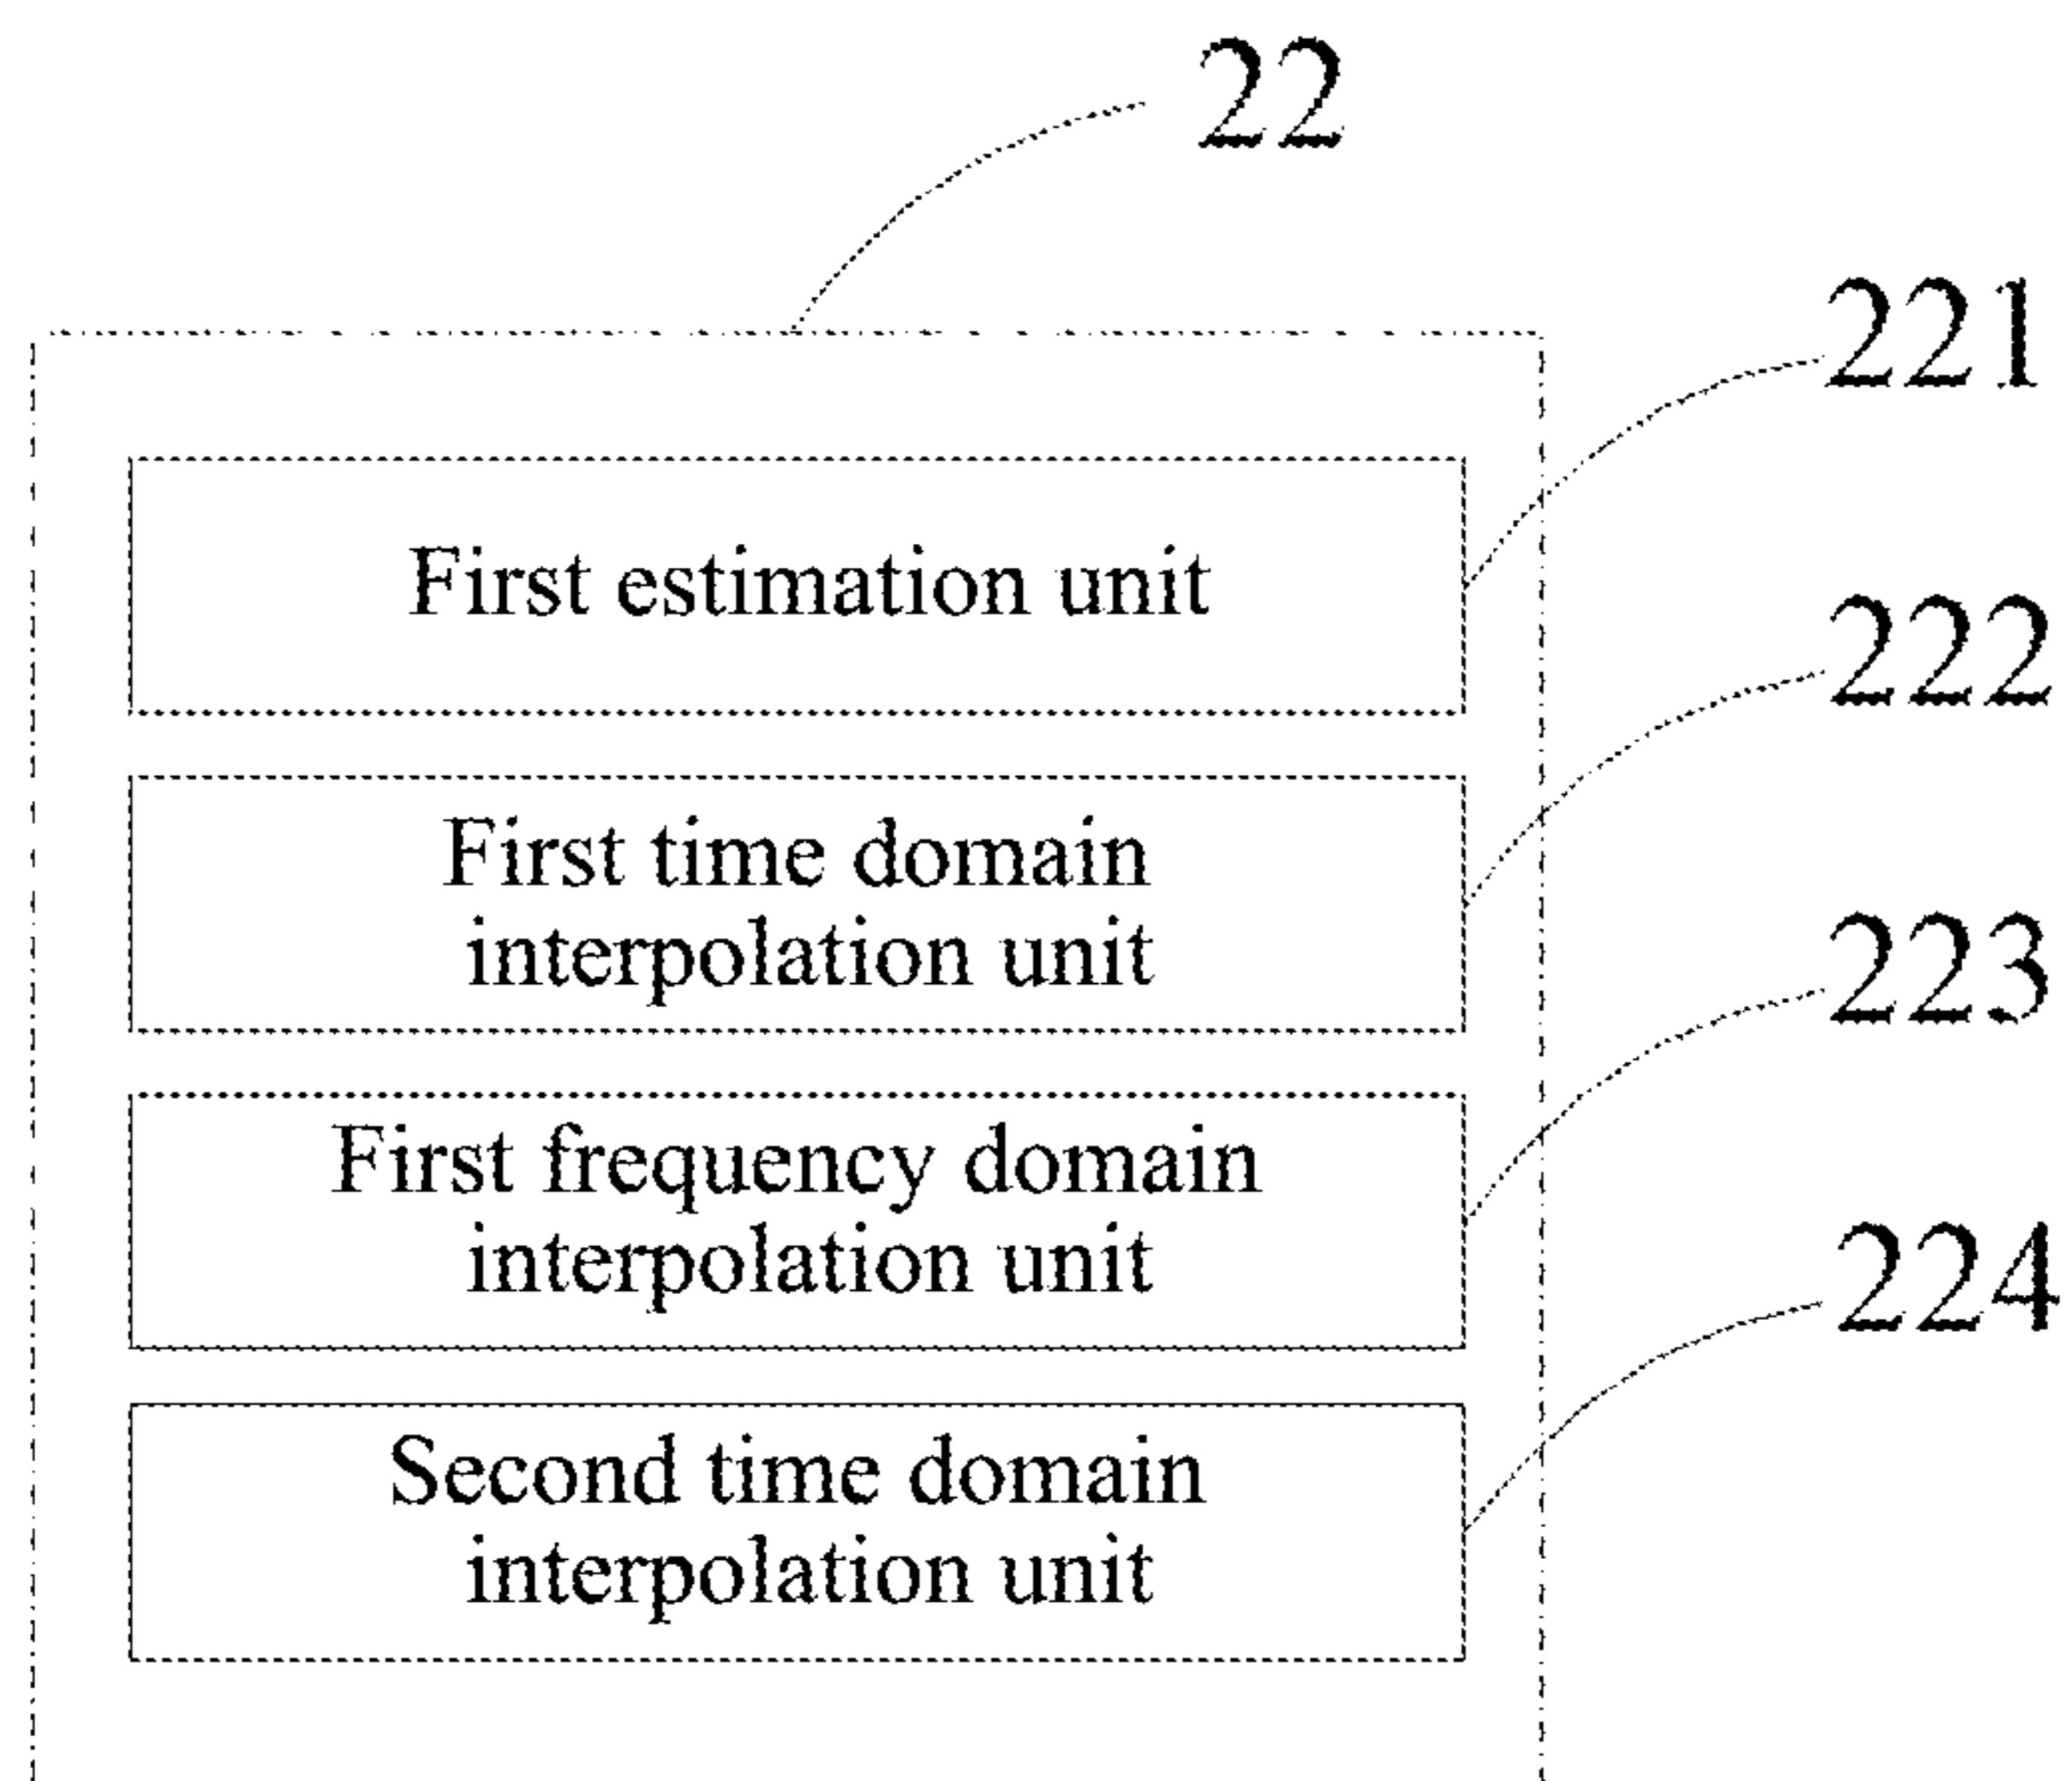 22
221
First estimation unit
222
First time domain
interpolation unit
223
First frequency domain
interpolation unit
224
Second time domain
interpolation unit